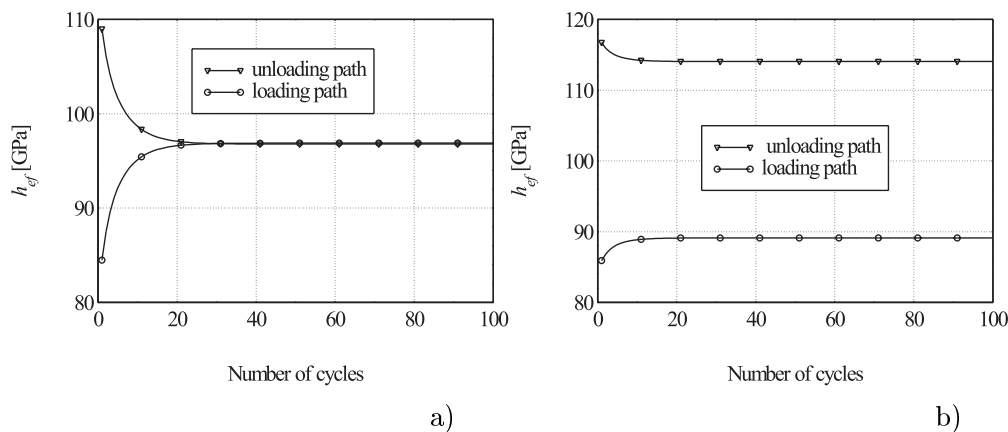 110
100
90
80
0
20
40
60
80
100
h_ef [GPa]
unloading path
loading path
Number of cycles
a)
120
110
100
90
80
0
20
40
60
80
100
h_ef [GPa]
unloading path
loading path
Number of cycles
b)